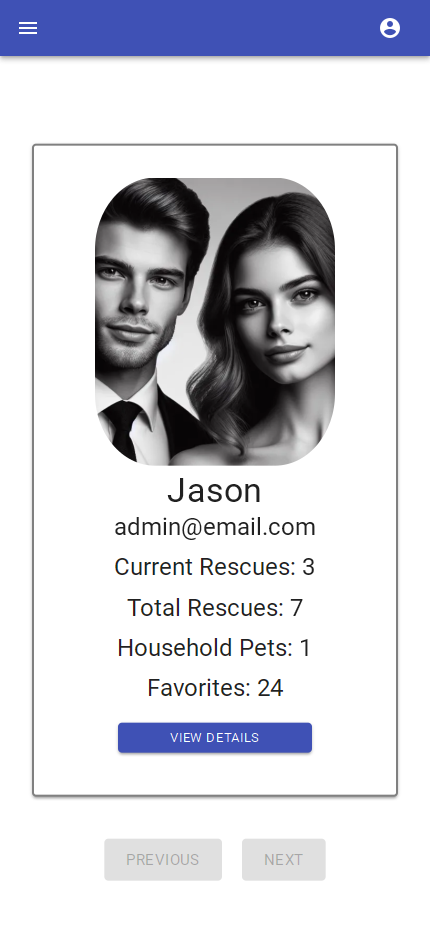 Jason
admin@email.com
Current Rescues: 3
Total Rescues: 7
Household Pets: 1
Favorites: 24
VIEW DETAILS
PREVIOUS NEXT